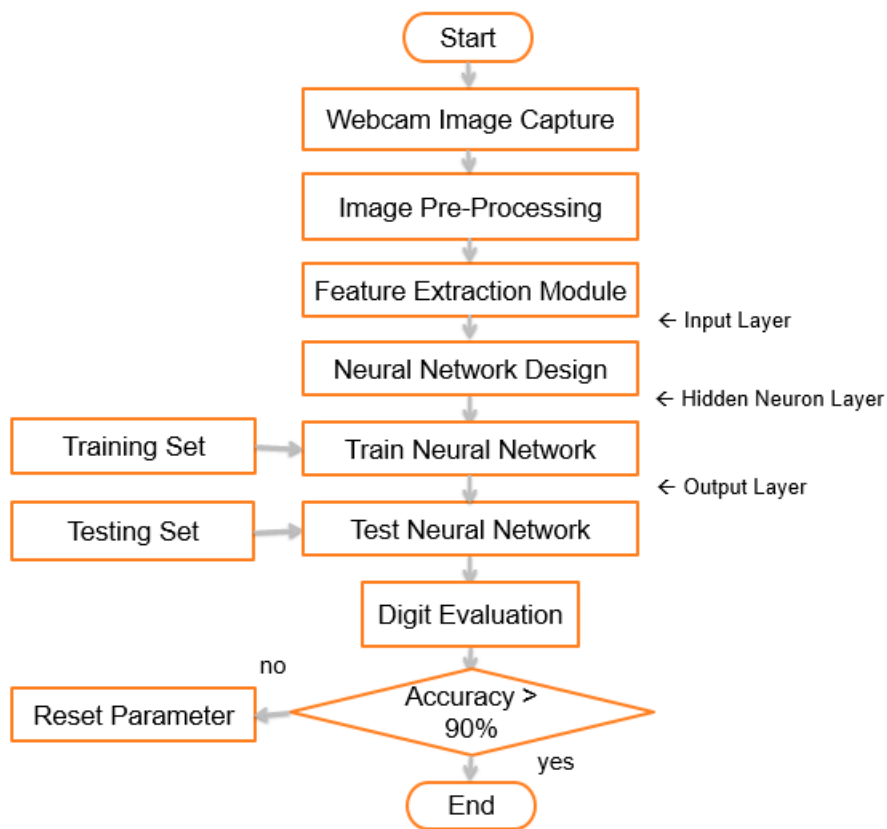 Start
Webcam Image Capture
Image Pre-Processing
Feature Extraction Module
← Input Layer
Neural Network Design
← Hidden Neuron Layer
Training Set
Train Neural Network
← Output Layer
Testing Set
Test Neural Network
Digit Evaluation
no
Reset Parameter
Accuracy >
90%
yes
End